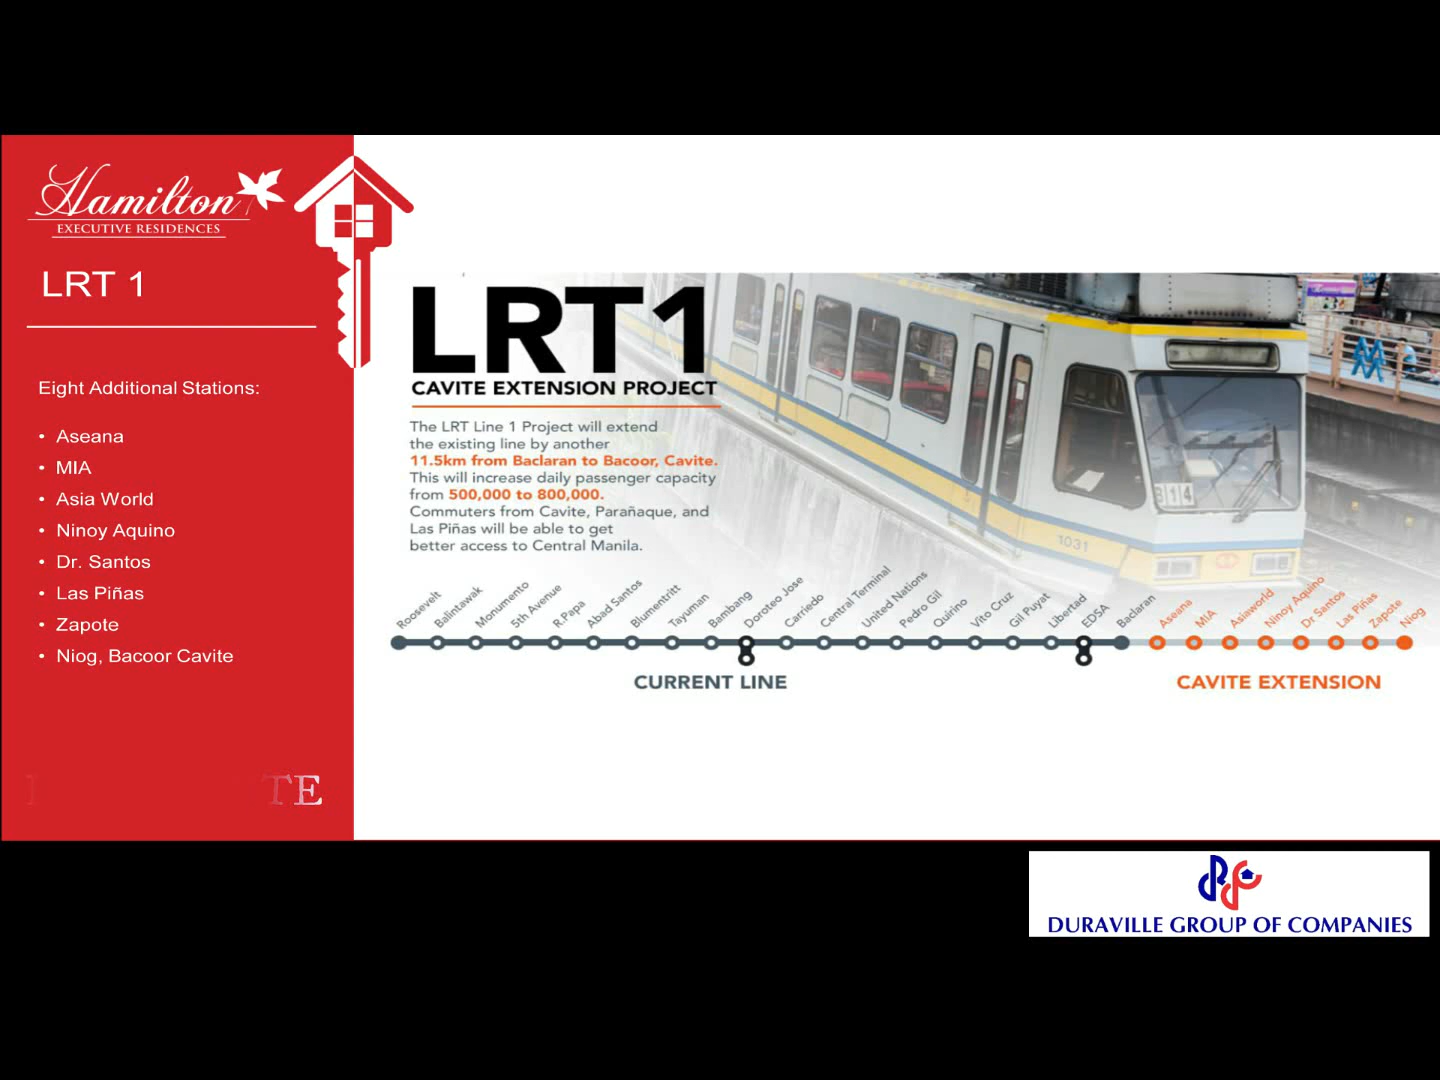 Hamilton
EXECUTIVE RESIDENCES
LRT 1
Eight Additional Stations:
• Aseana
• MIA
• Asia World
• Ninoy Aquino
• Dr. Santos
• Las Piñas
• Zapote
• Niog, Bacoor Cavite
TE
LRT1
CAVITE EXTENSION PROJECT
The LRT Line 1 Project will extend
the existing line by another
11.5km from Baclaran to Bacoor, Cavite.
This will increase daily passenger capacity
from 500,000 to 800,000.
Commuters from Cavite, Parañaque, and
Las Piñas will be able to get
better access to Central Manila.
314
1031
Roosevelt
Balintawak
Monumento
5th Avenue
R.Papa
Abad Santos
Blumentritt
Tayuman
Bambang
Doroteo Jose
Carriedo
Central Terminal
United Nations
Pedro Gil
Quirino
Vito Cruz
Gil Puyat
Libertad
EDSA
Baclaran
Aseana
MIA
Asiaworld
Ninoy Aquino
Dr Santos
Las Piñas
Zapote
Niog
CURRENT LINE
CAVITE EXTENSION
DURAVILLE GROUP OF COMPANIES